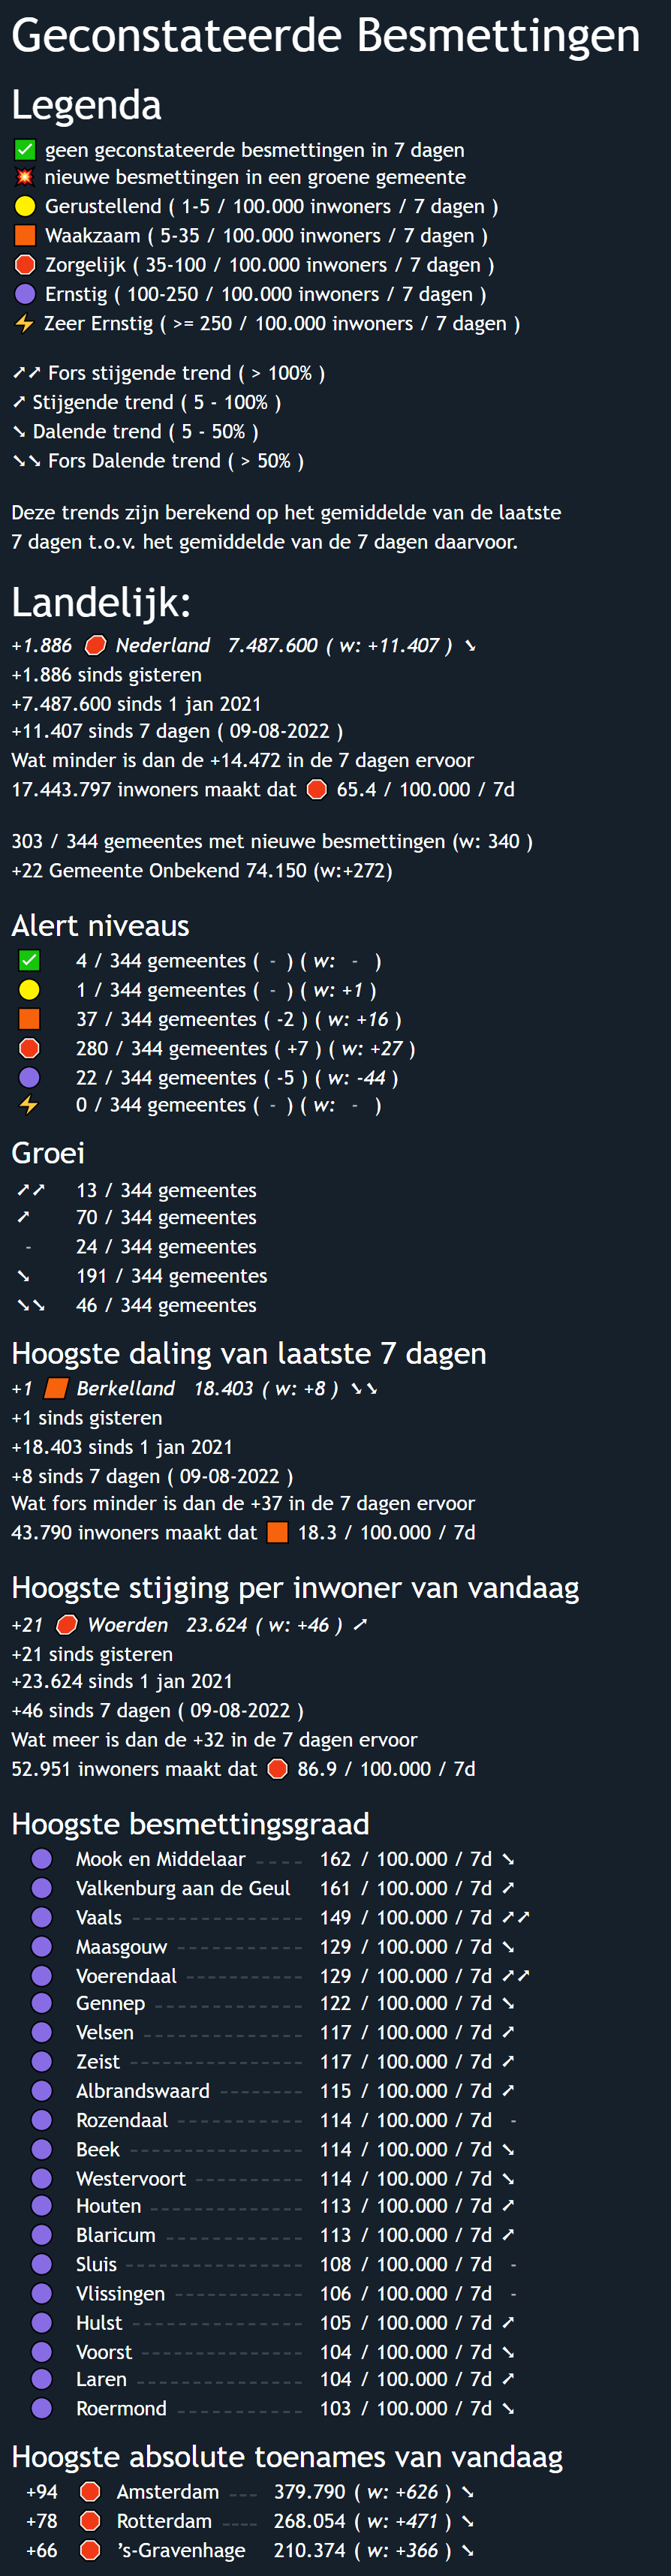 Geconstateerde Besmettingen
Legenda
✅ geen geconstateerde besmettingen in 7 dagen
💥 nieuwe besmettingen in een groene gemeente
🟡 Gerustellend ( 1-5 / 100.000 inwoners / 7 dagen )
🟧 Waakzaam ( 5-35 / 100.000 inwoners / 7 dagen )
🛑 Zorgelijk ( 35-100 / 100.000 inwoners / 7 dagen )
🟣 Ernstig ( 100-250 / 100.000 inwoners / 7 dagen )
⚡ Zeer Ernstig ( >= 250 / 100.000 inwoners / 7 dagen )
➚➚ Fors stijgende trend ( > 100% )
➚ Stijgende trend ( 5 - 100% )
➘ Dalende trend ( 5 - 50% )
➘➘ Fors Dalende trend ( > 50% )
Deze trends zijn berekend op het gemiddelde van de laatste
7 dagen t.o.v. het gemiddelde van de 7 dagen daarvoor.
Landelijk:
+1.886 🛑 Nederland 7.487.600 ( w: +11.407 ) ➘
+1.886 sinds gisteren
+7.487.600 sinds 1 jan 2021
+11.407 sinds 7 dagen ( 09-08-2022 )
Wat minder is dan de +14.472 in de 7 dagen ervoor
17.443.797 inwoners maakt dat 🛑 65.4 / 100.000 / 7d
303 / 344 gemeentes met nieuwe besmettingen (w: 340 )
+22 Gemeente Onbekend 74.150 (w:+272)
Alert niveaus
✅ 4 / 344 gemeentes ( - ) ( w: - )
🟡 1 / 344 gemeentes ( - ) ( w: +1 )
🟧 37 / 344 gemeentes ( -2 ) ( w: +16 )
🛑 280 / 344 gemeentes ( +7 ) ( w: +27 )
🟣 22 / 344 gemeentes ( -5 ) ( w: -44 )
⚡ 0 / 344 gemeentes ( - ) ( w: - )
Groei
➚➚ 13 / 344 gemeentes
➚ 70 / 344 gemeentes
- 24 / 344 gemeentes
➘ 191 / 344 gemeentes
➘➘ 46 / 344 gemeentes
Hoogste daling van laatste 7 dagen
+1 🟧 Berkelland 18.403 ( w: +8 ) ➘➘
+1 sinds gisteren
+18.403 sinds 1 jan 2021
+8 sinds 7 dagen ( 09-08-2022 )
Wat fors minder is dan de +37 in de 7 dagen ervoor
43.790 inwoners maakt dat 🟧 18.3 / 100.000 / 7d
Hoogste stijging per inwoner van vandaag
+21 🛑 Woerden 23.624 ( w: +46 ) ➚
+21 sinds gisteren
+23.624 sinds 1 jan 2021
+46 sinds 7 dagen ( 09-08-2022 )
Wat meer is dan de +32 in de 7 dagen ervoor
52.951 inwoners maakt dat 🛑 86.9 / 100.000 / 7d
Hoogste besmettingsgraad
🟣 Mook en Middelaar ---- 162 / 100.000 / 7d ➘
🟣 Valkenburg aan de Geul 161 / 100.000 / 7d ➚
🟣 Vaals --------------- 149 / 100.000 / 7d ➚➚
🟣 Maasgouw ----------- 129 / 100.000 / 7d ➘
🟣 Voerendaal ---------- 129 / 100.000 / 7d ➚➚
🟣 Gennep ------------- 122 / 100.000 / 7d ➘
🟣 Velsen -------------- 117 / 100.000 / 7d ➚
🟣 Zeist --------------- 117 / 100.000 / 7d ➚
🟣 Albrandswaard ------- 115 / 100.000 / 7d ➚
🟣 Rozendaal ----------- 114 / 100.000 / 7d -
🟣 Beek --------------- 114 / 100.000 / 7d ➘
🟣 Westervoort --------- 114 / 100.000 / 7d ➘
🟣 Houten ------------- 113 / 100.000 / 7d ➚
🟣 Blaricum ------------ 113 / 100.000 / 7d ➚
🟣 Sluis --------------- 108 / 100.000 / 7d -
🟣 Vlissingen ----------- 106 / 100.000 / 7d -
🟣 Hulst --------------- 105 / 100.000 / 7d ➚
🟣 Voorst -------------- 104 / 100.000 / 7d ➘
🟣 Laren --------------- 104 / 100.000 / 7d ➚
🟣 Roermond ----------- 103 / 100.000 / 7d ➘
Hoogste absolute toenames van vandaag
+94 🛑 Amsterdam --- 379.790 ( w: +626 ) ➘
+78 🛑 Rotterdam ---- 268.054 ( w: +471 ) ➘
+66 🛑 ’s-Gravenhage 210.374 ( w: +366 ) ➘